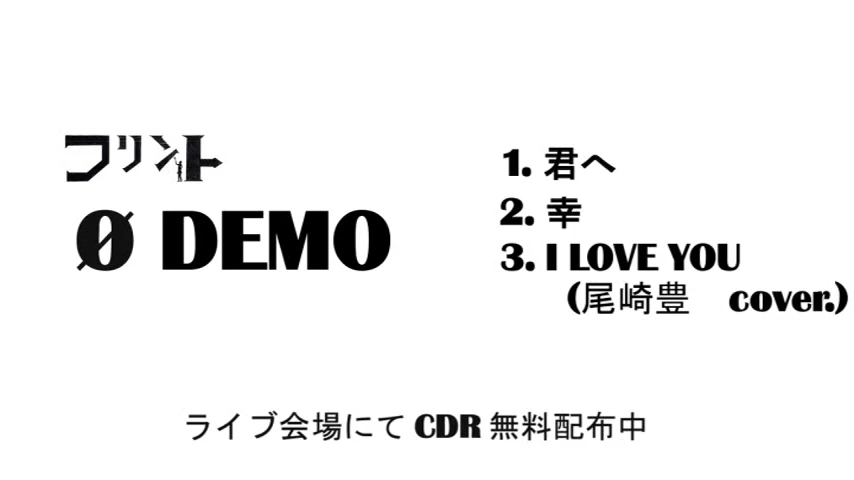 フリント
Ø DEMO
1. 君へ
2. 幸
3. I LOVE YOU
(尾崎豊　cover.)
ライブ会場にて CDR 無料配布中